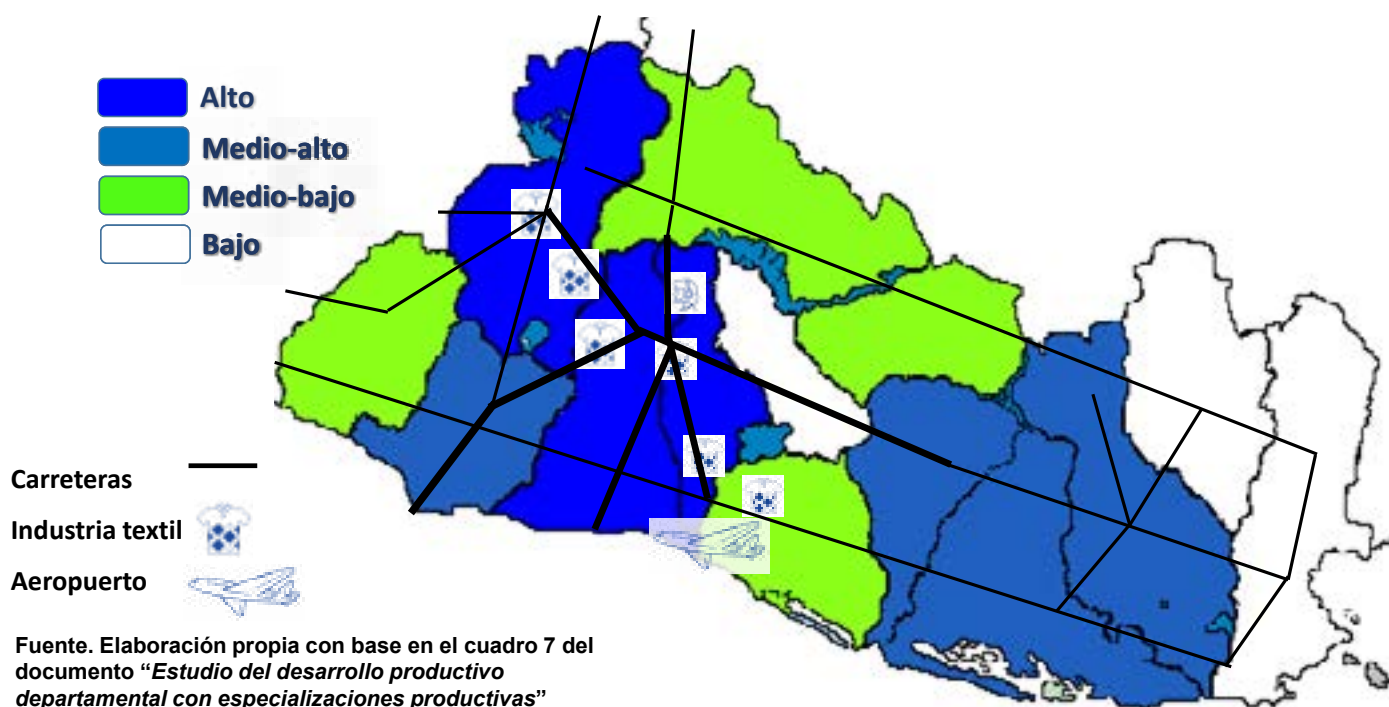 Alto
Medio-alto
Medio-bajo
Bajo
Carreteras
Industria textil
Aeropuerto
Fuente. Elaboración propia con base en el cuadro 7 del
documento “Estudio del desarrollo productivo
departamental con especializaciones productivas”